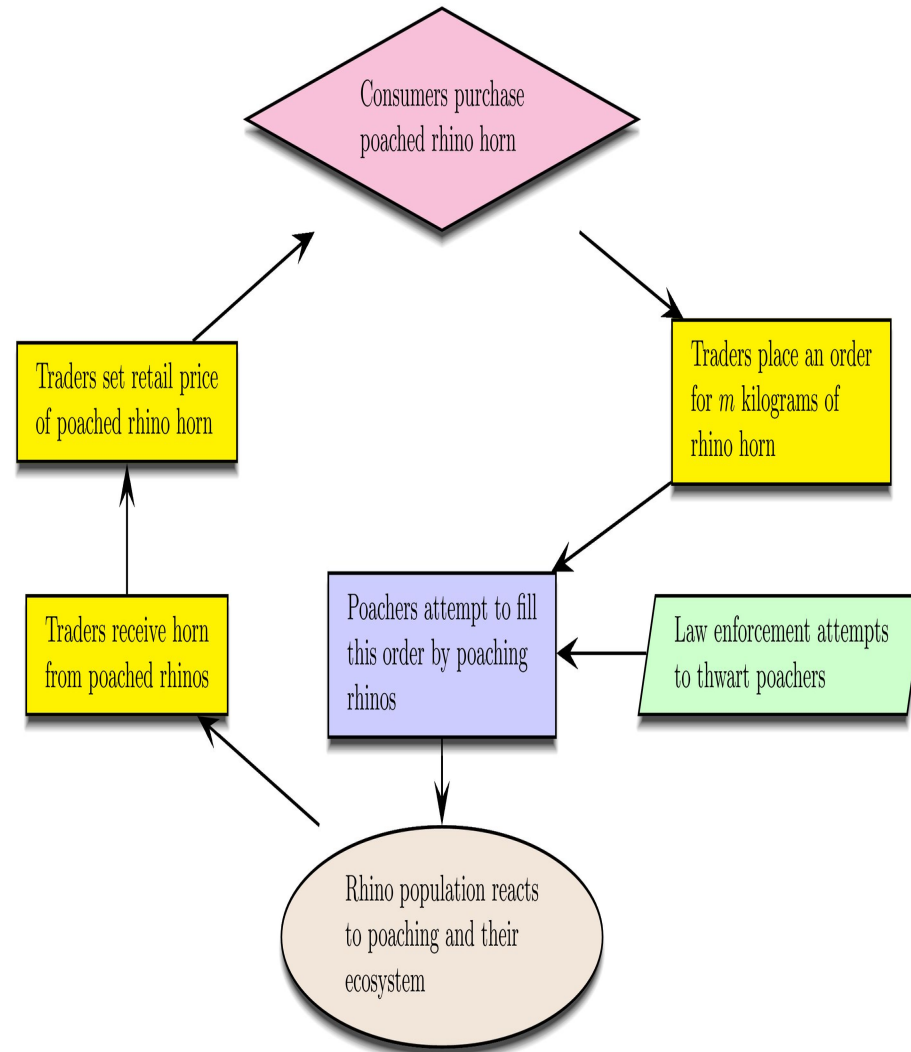 Consumers purchase
poached rhino horn
Traders place an order
for m kilograms of
rhino horn
Traders set retail price
of poached rhino horn
Poachers attempt to fill
this order by poaching
rhinos
Law enforcement attempts
to thwart poachers
Traders receive horn
from poached rhinos
Rhino population reacts
to poaching and their
ecosystem